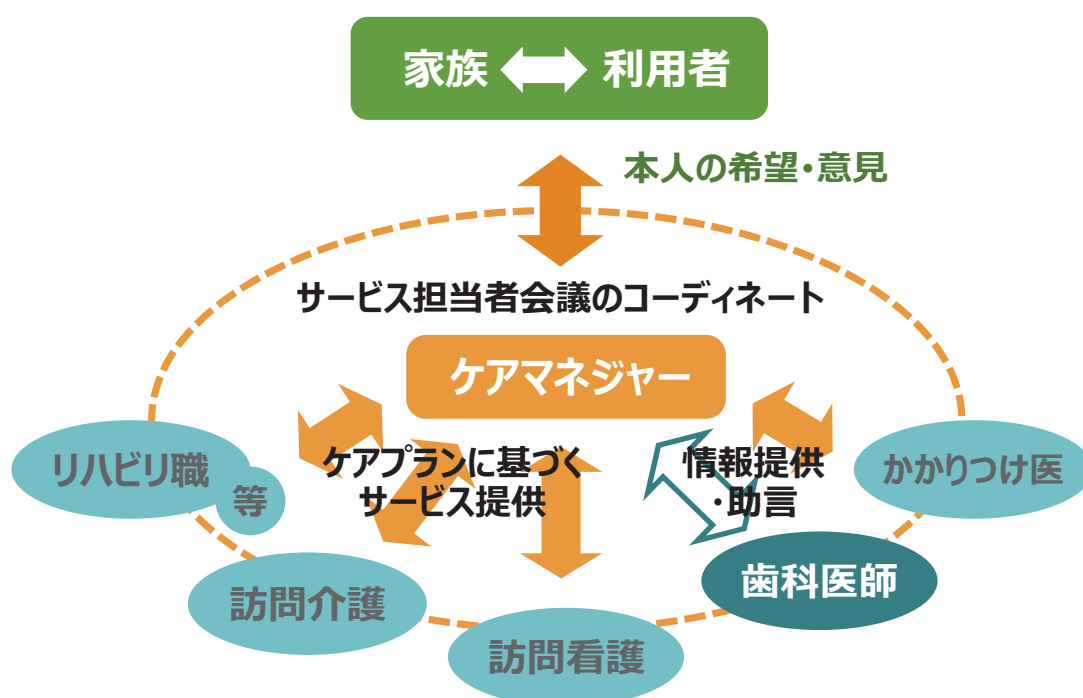 家族 利用者
本人の希望・意見
サービス担当者会議のコーディネート
ケアマネジャー
ケアプランに基づく
サービス提供
情報提供
・助言
リハビリ職
等
かかりつけ医
訪問介護
歯科医師
訪問看護